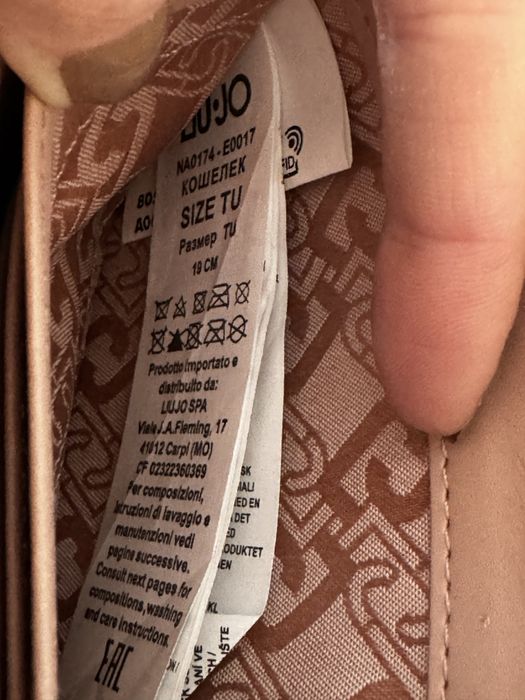 LIU·JO
NA0174-E0017
КОШЕЛЕК
SIZE TU
Размер TU
19 CM
Prodotto importato e
distribuito da:
LIUJO SPA
Viale J.A.Fleming, 17
41012 Carpi (MO)
CF 02322360369
Per composizioni,
istruzioni di lavaggio e
manutenzioni vedi
pagine successive.
Consult next pages for
compositions, washing
and care instructions.
EAC